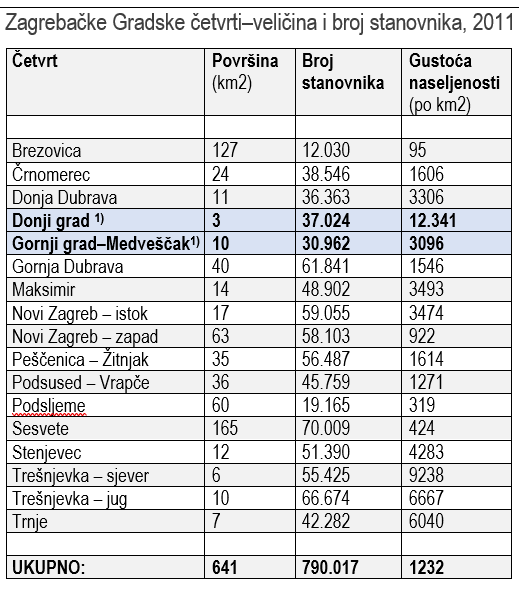 Zagrebačke Gradske četvrti–veličina i broj stanovnika, 2011
Četvrt Površina (km2) Broj stanovnika Gustoća naseljenosti (po km2)
Brezovica 127 12.030 95
Črnomerec 24 38.546 1606
Donja Dubrava 11 36.363 3306
Donji grad 1) 3 37.024 12.341
Gornji grad–Medveščak1) 10 30.962 3096
Gornja Dubrava 40 61.841 1546
Maksimir 14 48.902 3493
Novi Zagreb – istok 17 59.055 3474
Novi Zagreb – zapad 63 58.103 922
Peščenica – Žitnjak 35 56.487 1614
Podsused – Vrapče 36 45.759 1271
Podsljeme 60 19.165 319
Sesvete 165 70.009 424
Stenjevec 12 51.390 4283
Trešnjevka – sjever 6 55.425 9238
Trešnjevka – jug 10 66.674 6667
Trnje 7 42.282 6040
UKUPNO: 641 790.017 1232